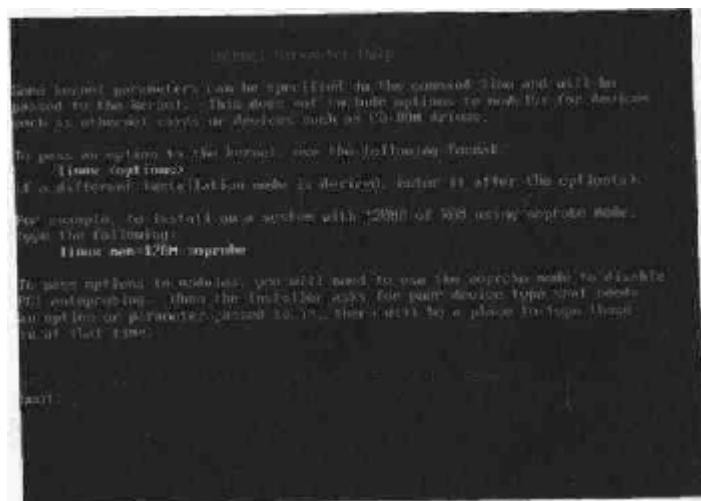 Kernel Parameter Help
Some kernel parameters can be specified on the command line and will be
passed to the kernel. This does not include options to modules for devices
such as ethernet cards or devices such as CD-ROM drives.
To pass an option to the kernel, use the following format:
linux <options>
If a different installation mode is desired, enter it after the option(s).
For example, to install on a system with 128MB of RAM using noprobe mode,
type the following:
linux mem=128M noprobe
To pass options to modules, you will need to use the noprobe mode to disable
PCI autoprobing. When the installer asks for your device type that needs
an option or parameter passed to it, there will be a place to type those
in at that time.
boot: